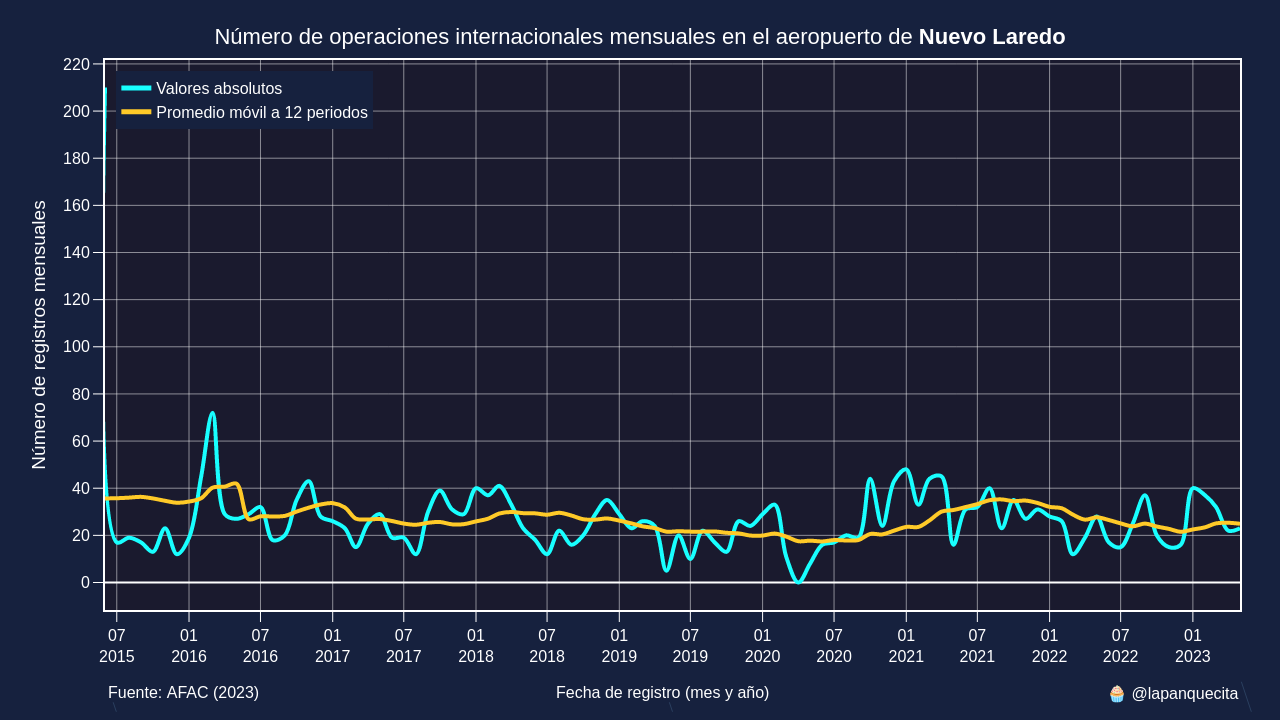 Número de operaciones internacionales mensuales en el aeropuerto de Nuevo Laredo
Valores absolutos
Promedio móvil a 12 periodos
Número de registros mensuales
220
200
180
160
140
120
100
80
60
40
20
0
07 01 07 01 07 01 07 01 07 01 07 01 07 01 07 01
2015 2016 2016 2017 2017 2018 2018 2019 2019 2020 2020 2021 2021 2022 2022 2023
Fuente: AFAC (2023) Fecha de registro (mes y año) 🧁 @lapanquecita